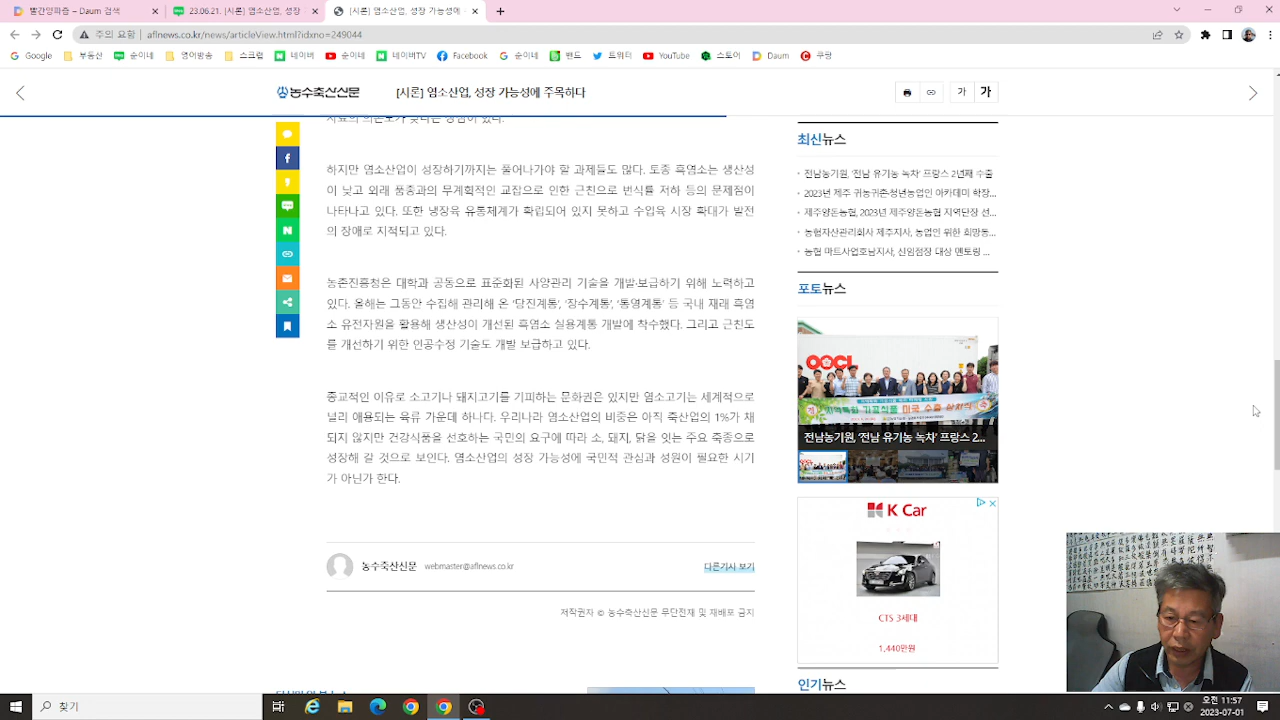 빨간양파즙 – Daum 검색
23.06.21. [시론] 염소산업, 성장
[시론] 염소산업, 성장 가능성에
주의 요함
aflnews.co.kr/news/articleView.html?idxno=249044
Google
부동산
순이네
영어방송
스크랩
네이버
순이네
네이버TV
Facebook
순이네
밴드
트위터
YouTube
스토어
Daum
쿠팡
농수축산신문
[시론] 염소산업, 성장 가능성에 주목하다
가
가
하지만 염소산업이 성장하기까지는 풀어나가야 할 과제들도 많다. 토종 흑염소는 생산성
이 낮고 외래 품종과의 무계획적인 교잡으로 인한 근친으로 번식률 저하 등의 문제점이
나타나고 있다. 또한 냉장육 유통체계가 확립되어 있지 못하고 수입육 시장 확대가 발전
의 장애로 지적되고 있다.
농촌진흥청은 대학과 공동으로 표준화된 사양관리 기술을 개발·보급하기 위해 노력하고
있다. 올해는 그동안 수집해 관리해 온 '당진계통', '장수계통', '통영계통' 등 국내 재래 흑염
소 유전자원을 활용해 생산성이 개선된 흑염소 실용계통 개발에 착수했다. 그리고 근친도
를 개선하기 위한 인공수정 기술도 개발 보급하고 있다.
종교적인 이유로 소고기나 돼지고기를 기피하는 문화권은 있지만 염소고기는 세계적으로
널리 애용되는 육류 가운데 하나다. 우리나라 염소산업의 비중은 아직 축산업의 1%가 채
되지 않지만 건강식품을 선호하는 국민의 요구에 따라 소, 돼지, 닭을 잇는 주요 축종으로
성장해 갈 것으로 보인다. 염소산업의 성장 가능성에 국민적 관심과 성원이 필요한 시기
가 아닌가 한다.
농수축산신문 webmaster@aflnews.co.kr
다른기사 보기
저작권자 © 농수축산신문 무단전재 및 재배포 금지
최신뉴스
전남농기원, '전남 유기농 녹차' 프랑스 2년째 수출
2023년 제주 귀농귀촌·청년농업인 아카데미 학장...
제주양돈농협, 2023년 제주양돈농협 지역단장 선...
농협자산관리회사 제주지사, 농업인 위한 희망동...
농협 마트사업호남지사, 신임점장 대상 멘토링 ...
포토뉴스
OOCL
전남농기원, '전남 유기농 녹차' 프랑스 2...
K Car
CTS 3세대
1,440만원
인기뉴스
찾기
오전 11:57
2023-07-01